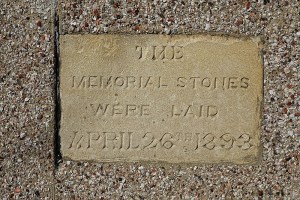 THE
MEMORIAL STONES
WERE LAID
APRIL 26TH 1893